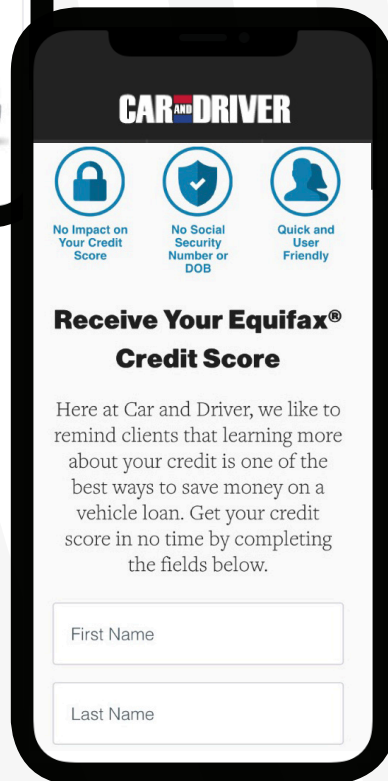 CAR AND DRIVER
No Impact on
Your Credit
Score
No Social
Security
Number or
DOB
Quick and
User
Friendly
Receive Your Equifax®
Credit Score
Here at Car and Driver, we like to
remind clients that learning more
about your credit is one of the
best ways to save money on a
vehicle loan. Get your credit
score in no time by completing
the fields below.
First Name
Last Name